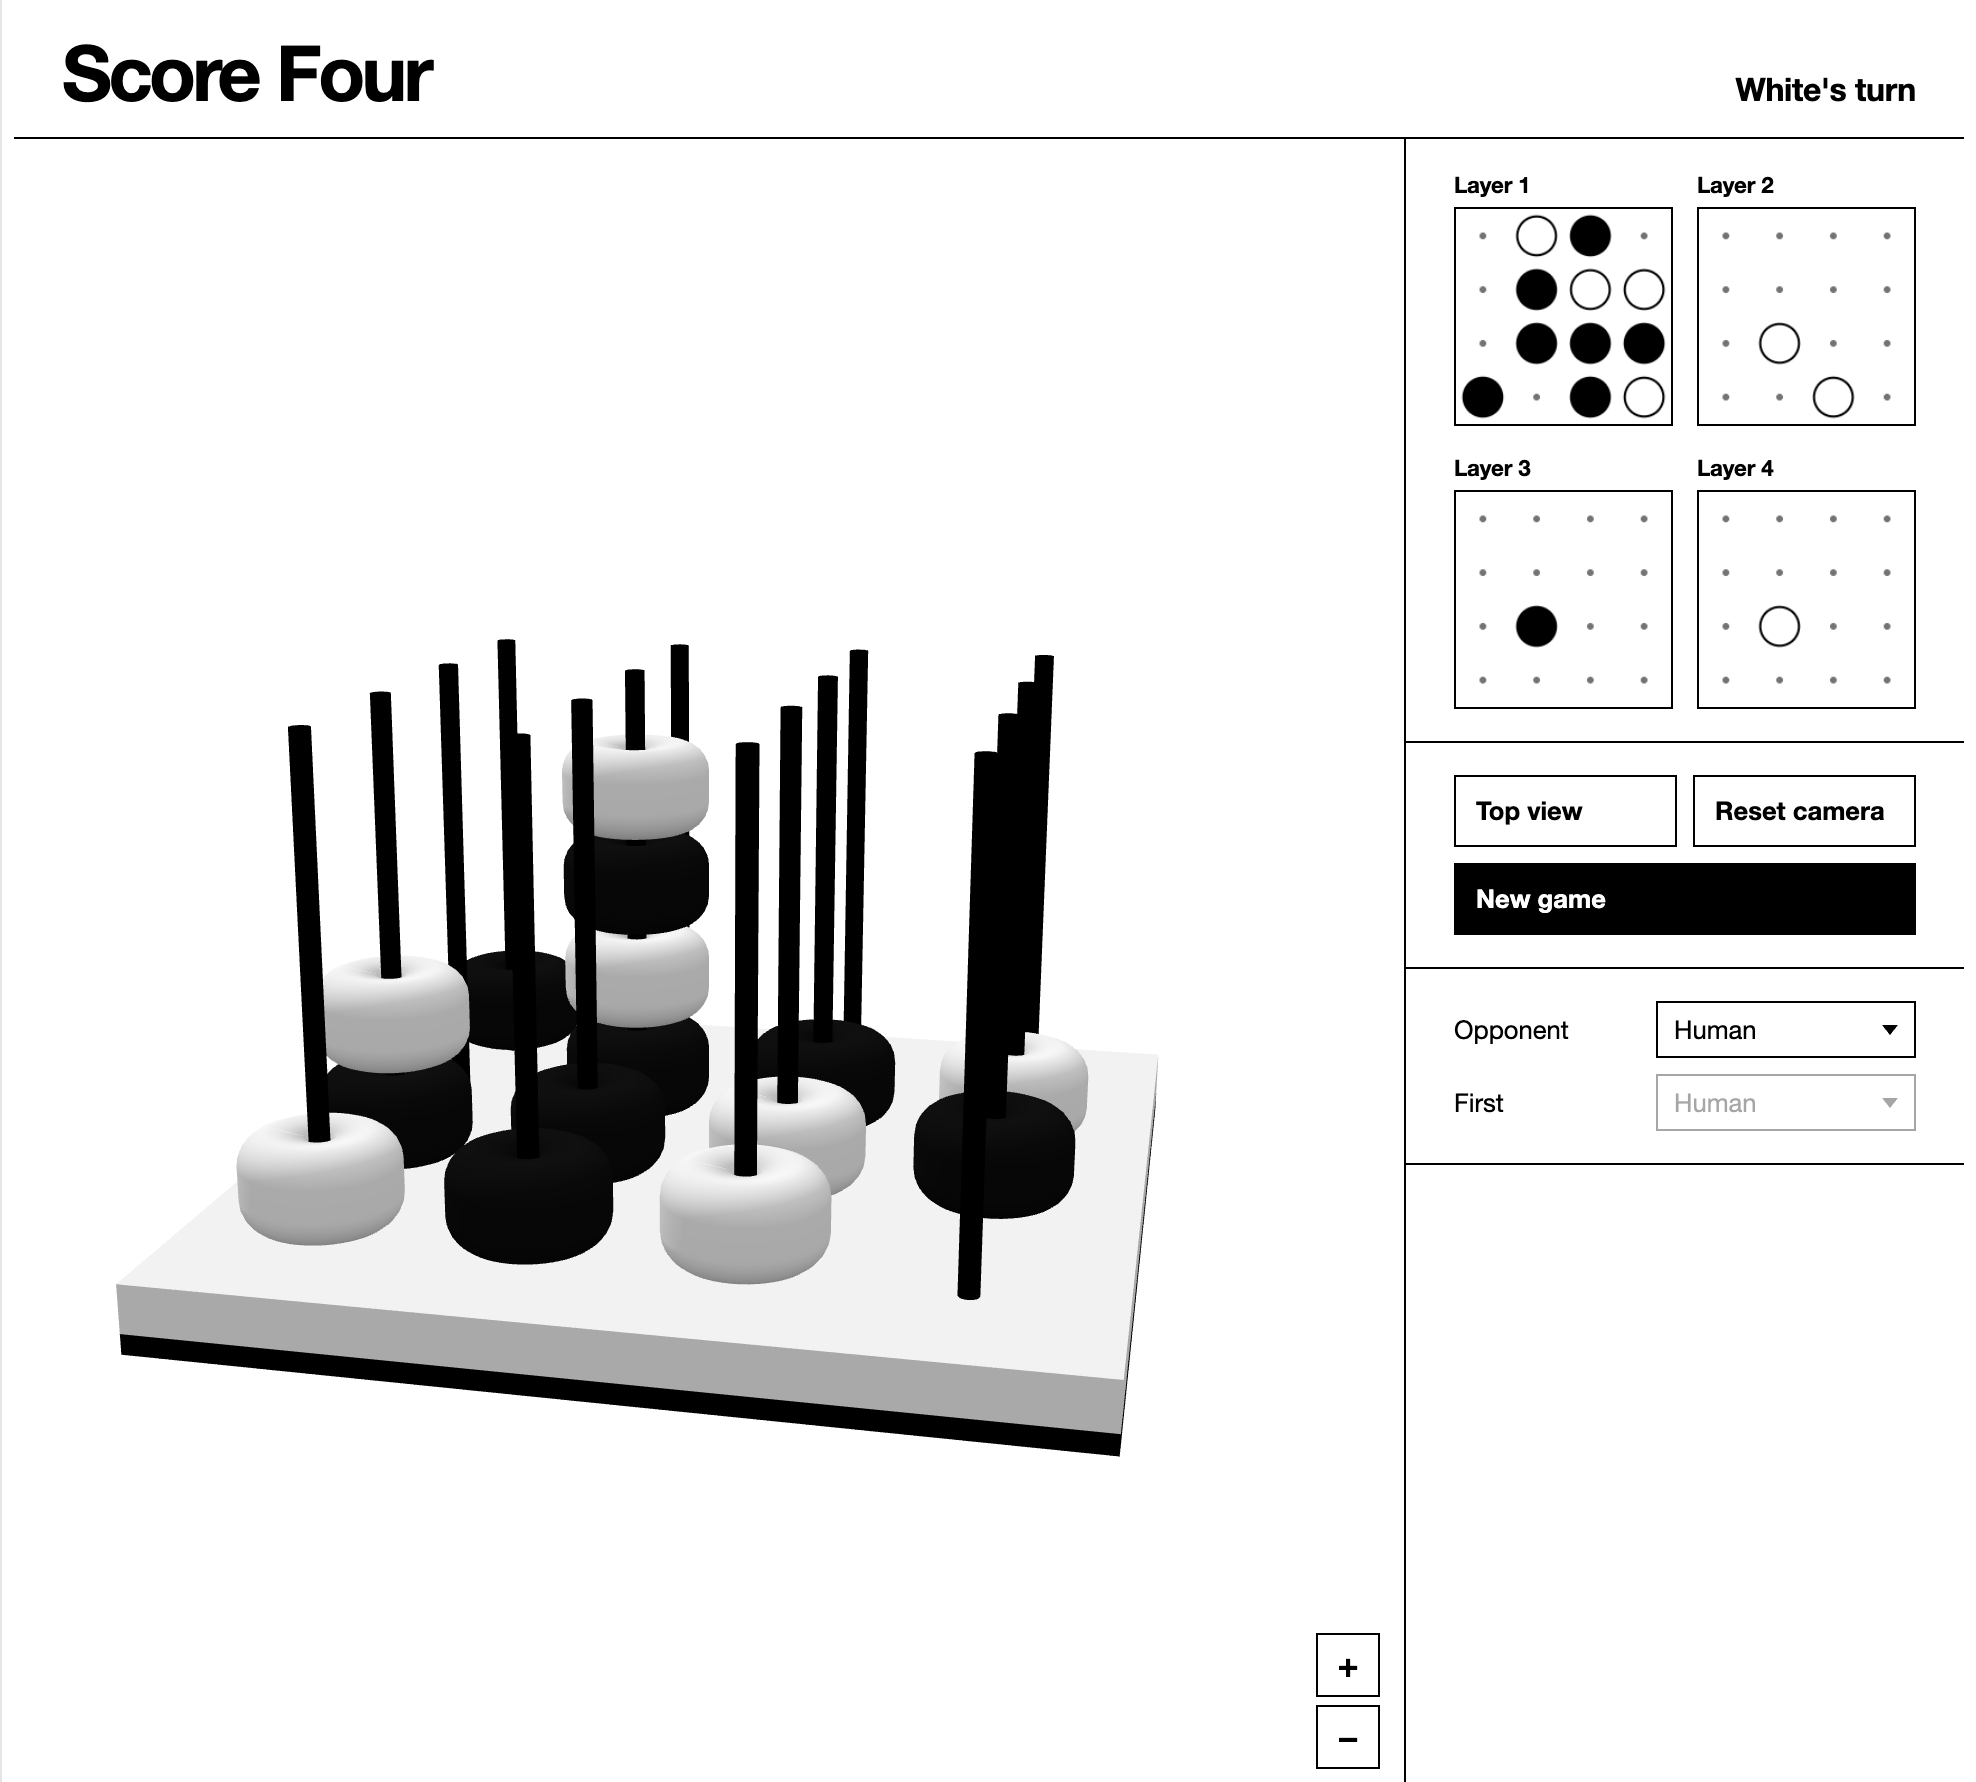 Score Four
White's turn
Layer 1
Layer 2
Layer 3
Layer 4
Top view
Reset camera
New game
Opponent
Human
First
Human
+
−